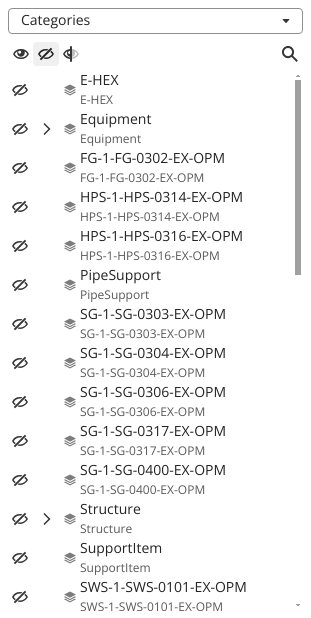 Categories
E-HEX
E-HEX
Equipment
Equipment
FG-1-FG-0302-EX-OPM
FG-1-FG-0302-EX-OPM
HPS-1-HPS-0314-EX-OPM
HPS-1-HPS-0314-EX-OPM
HPS-1-HPS-0316-EX-OPM
HPS-1-HPS-0316-EX-OPM
PipeSupport
PipeSupport
SG-1-SG-0303-EX-OPM
SG-1-SG-0303-EX-OPM
SG-1-SG-0304-EX-OPM
SG-1-SG-0304-EX-OPM
SG-1-SG-0306-EX-OPM
SG-1-SG-0306-EX-OPM
SG-1-SG-0317-EX-OPM
SG-1-SG-0317-EX-OPM
SG-1-SG-0400-EX-OPM
SG-1-SG-0400-EX-OPM
Structure
Structure
SupportItem
SupportItem
SWS-1-SWS-0101-EX-OPM
SWS-1-SWS-0101-EX-OPM